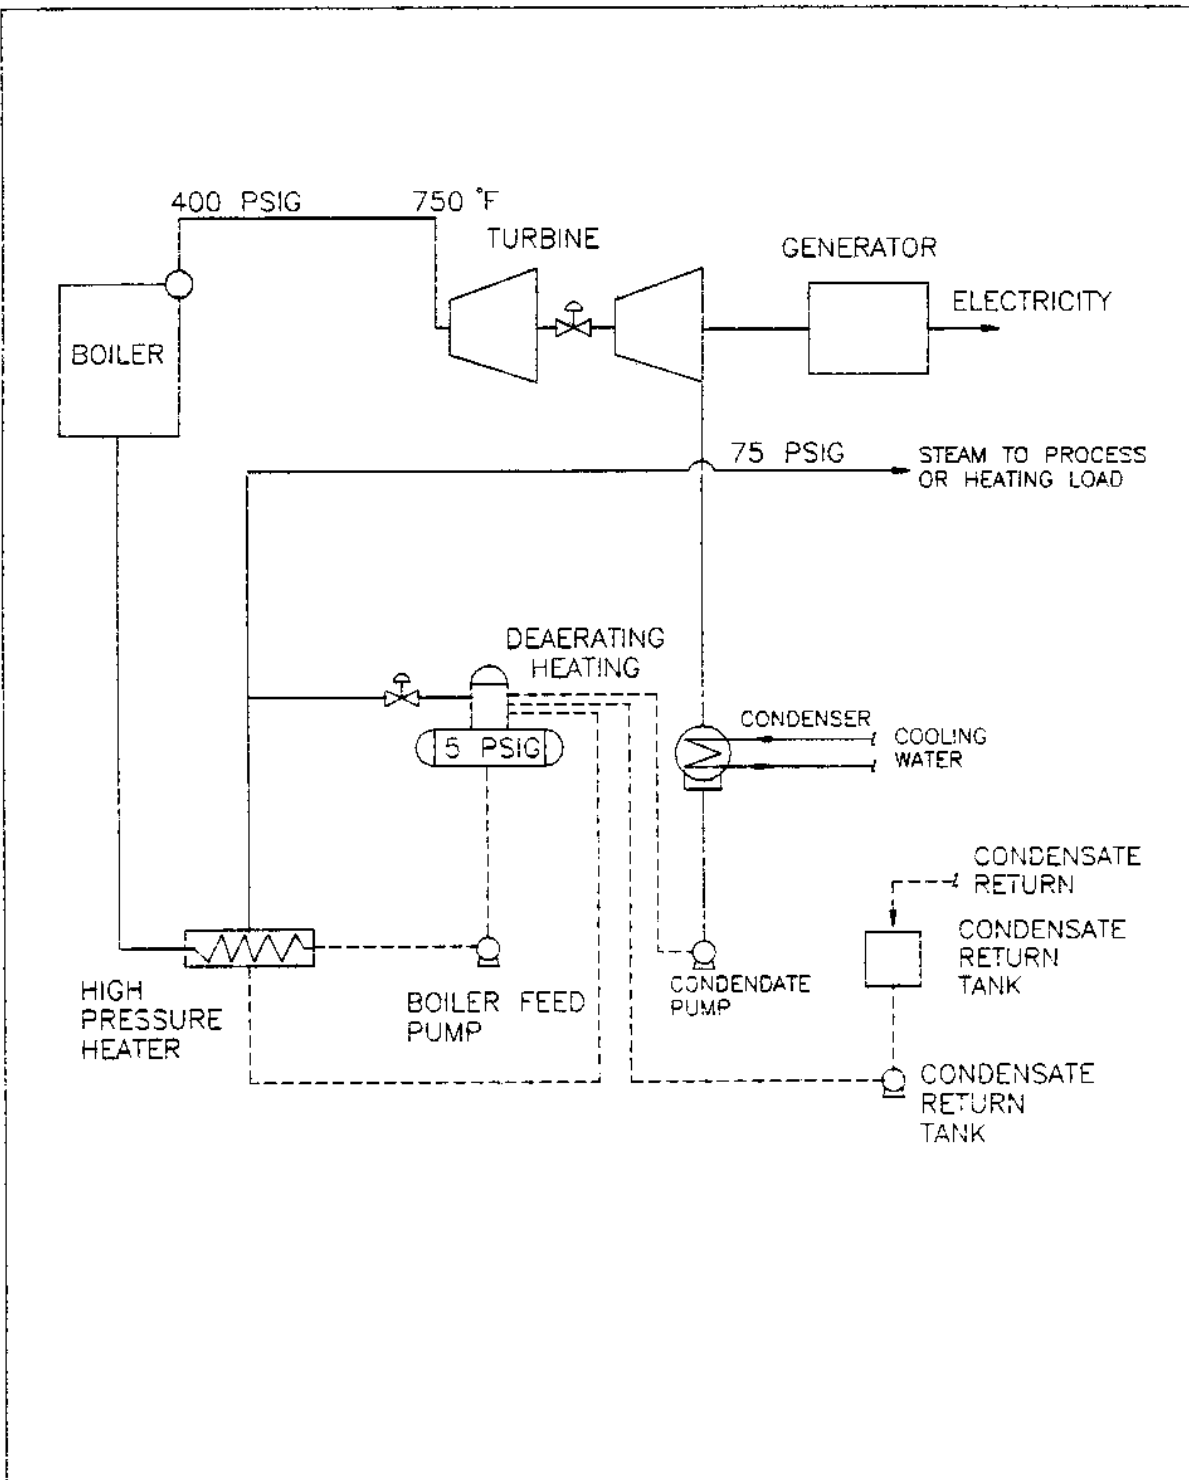 400 PSIG
750 °F
TURBINE
GENERATOR
ELECTRICITY
BOILER
75 PSIG
STEAM TO PROCESS
OR HEATING LOAD
DEAERATING
HEATING
5 PSIG
CONDENSER
COOLING
WATER
CONDENSATE
RETURN
CONDENSATE
RETURN
TANK
HIGH
PRESSURE
HEATER
BOILER FEED
PUMP
CONDENDATE
PUMP
CONDENSATE
RETURN
TANK